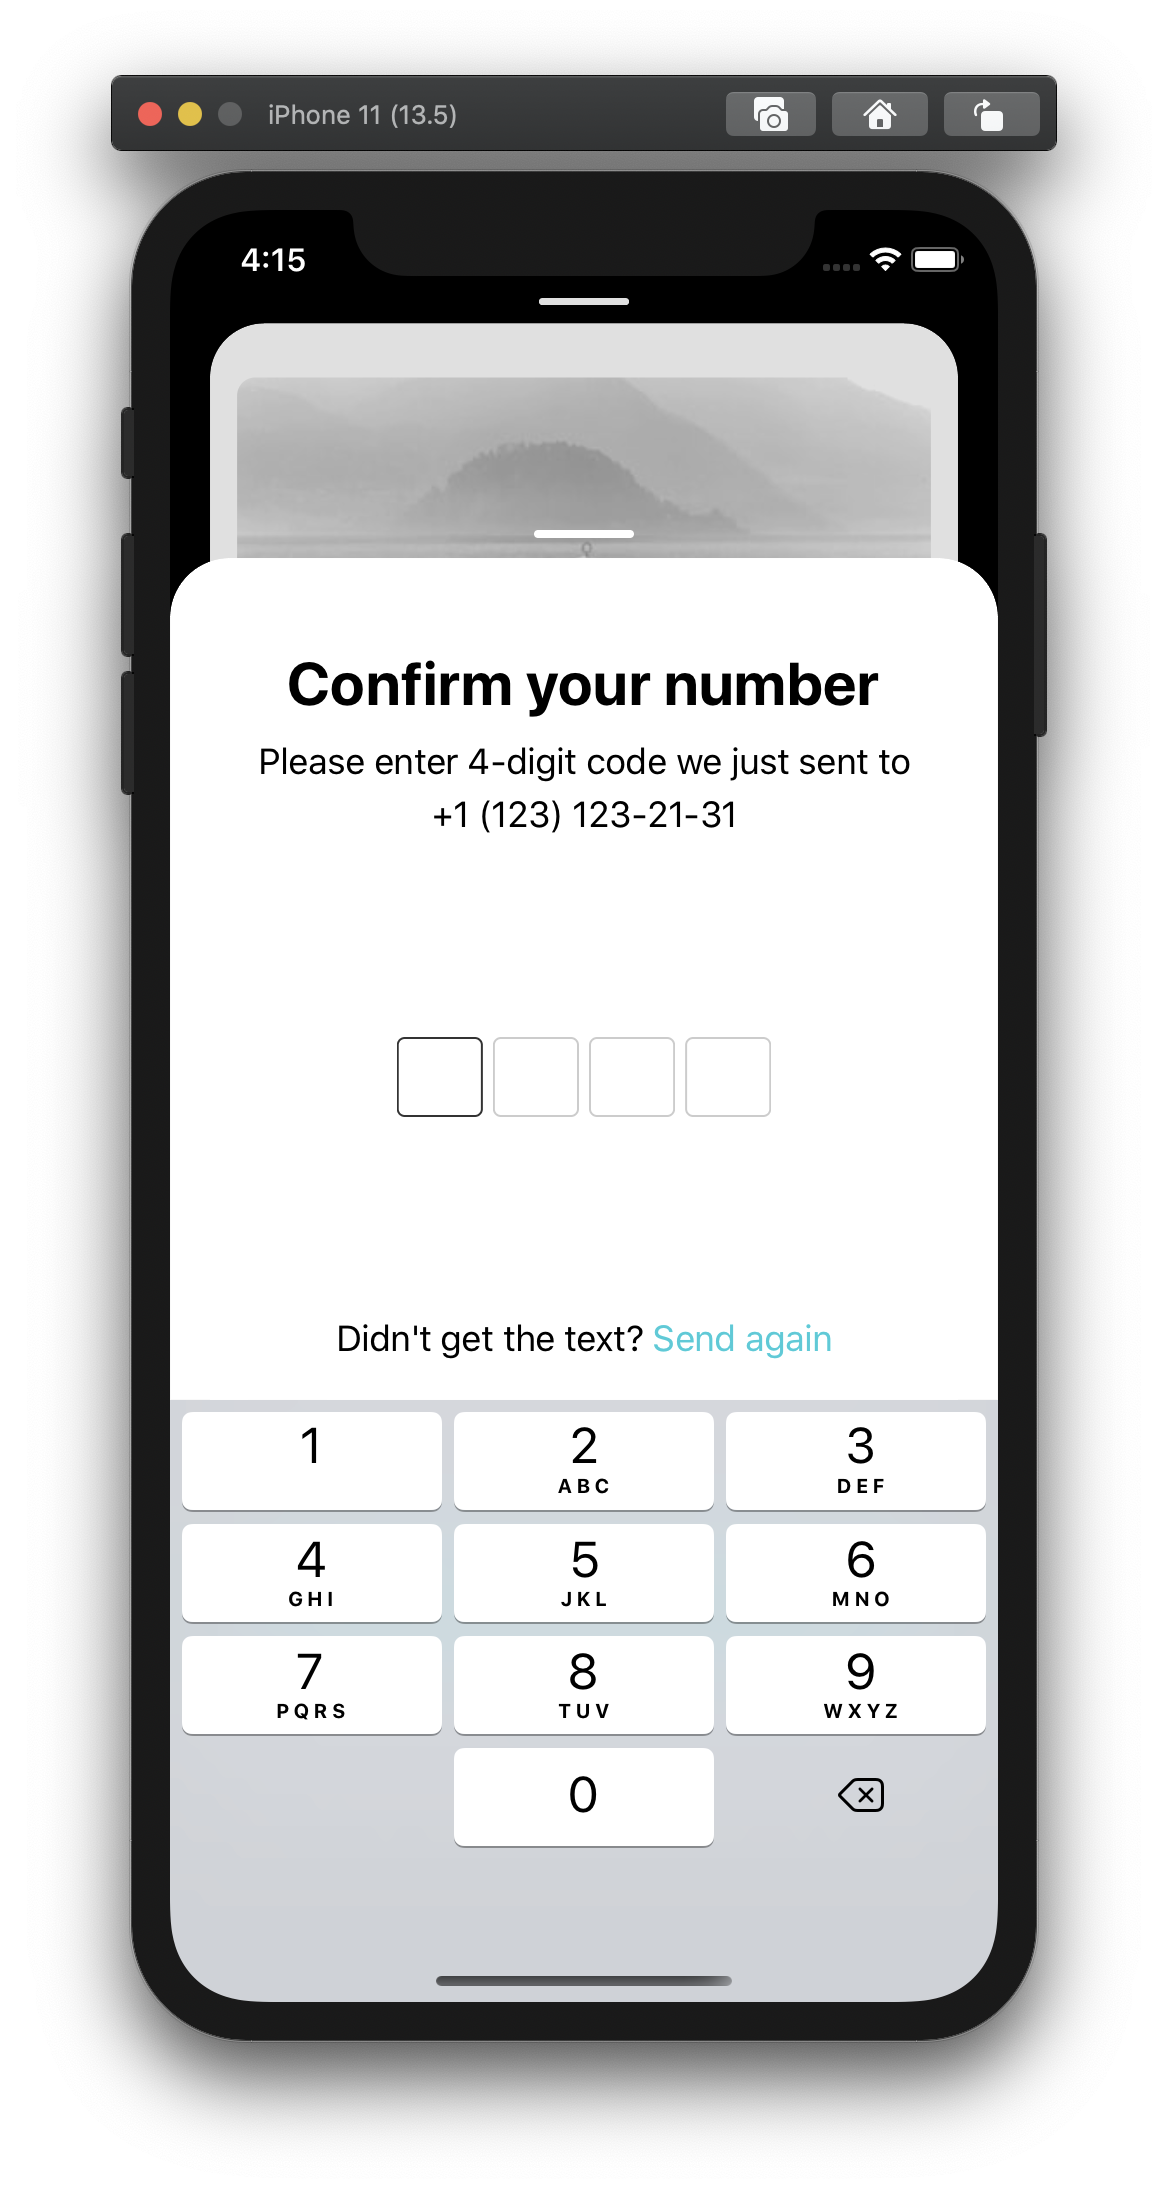 iPhone 11 (13.5)
4:15
Confirm your number
Please enter 4-digit code we just sent to
+1 (123) 123-21-31
Didn't get the text? Send again
1 2 3
ABC DEF
4 5 6
GHI JKL MNO
7 8 9
PQRS TUV WXYZ
0